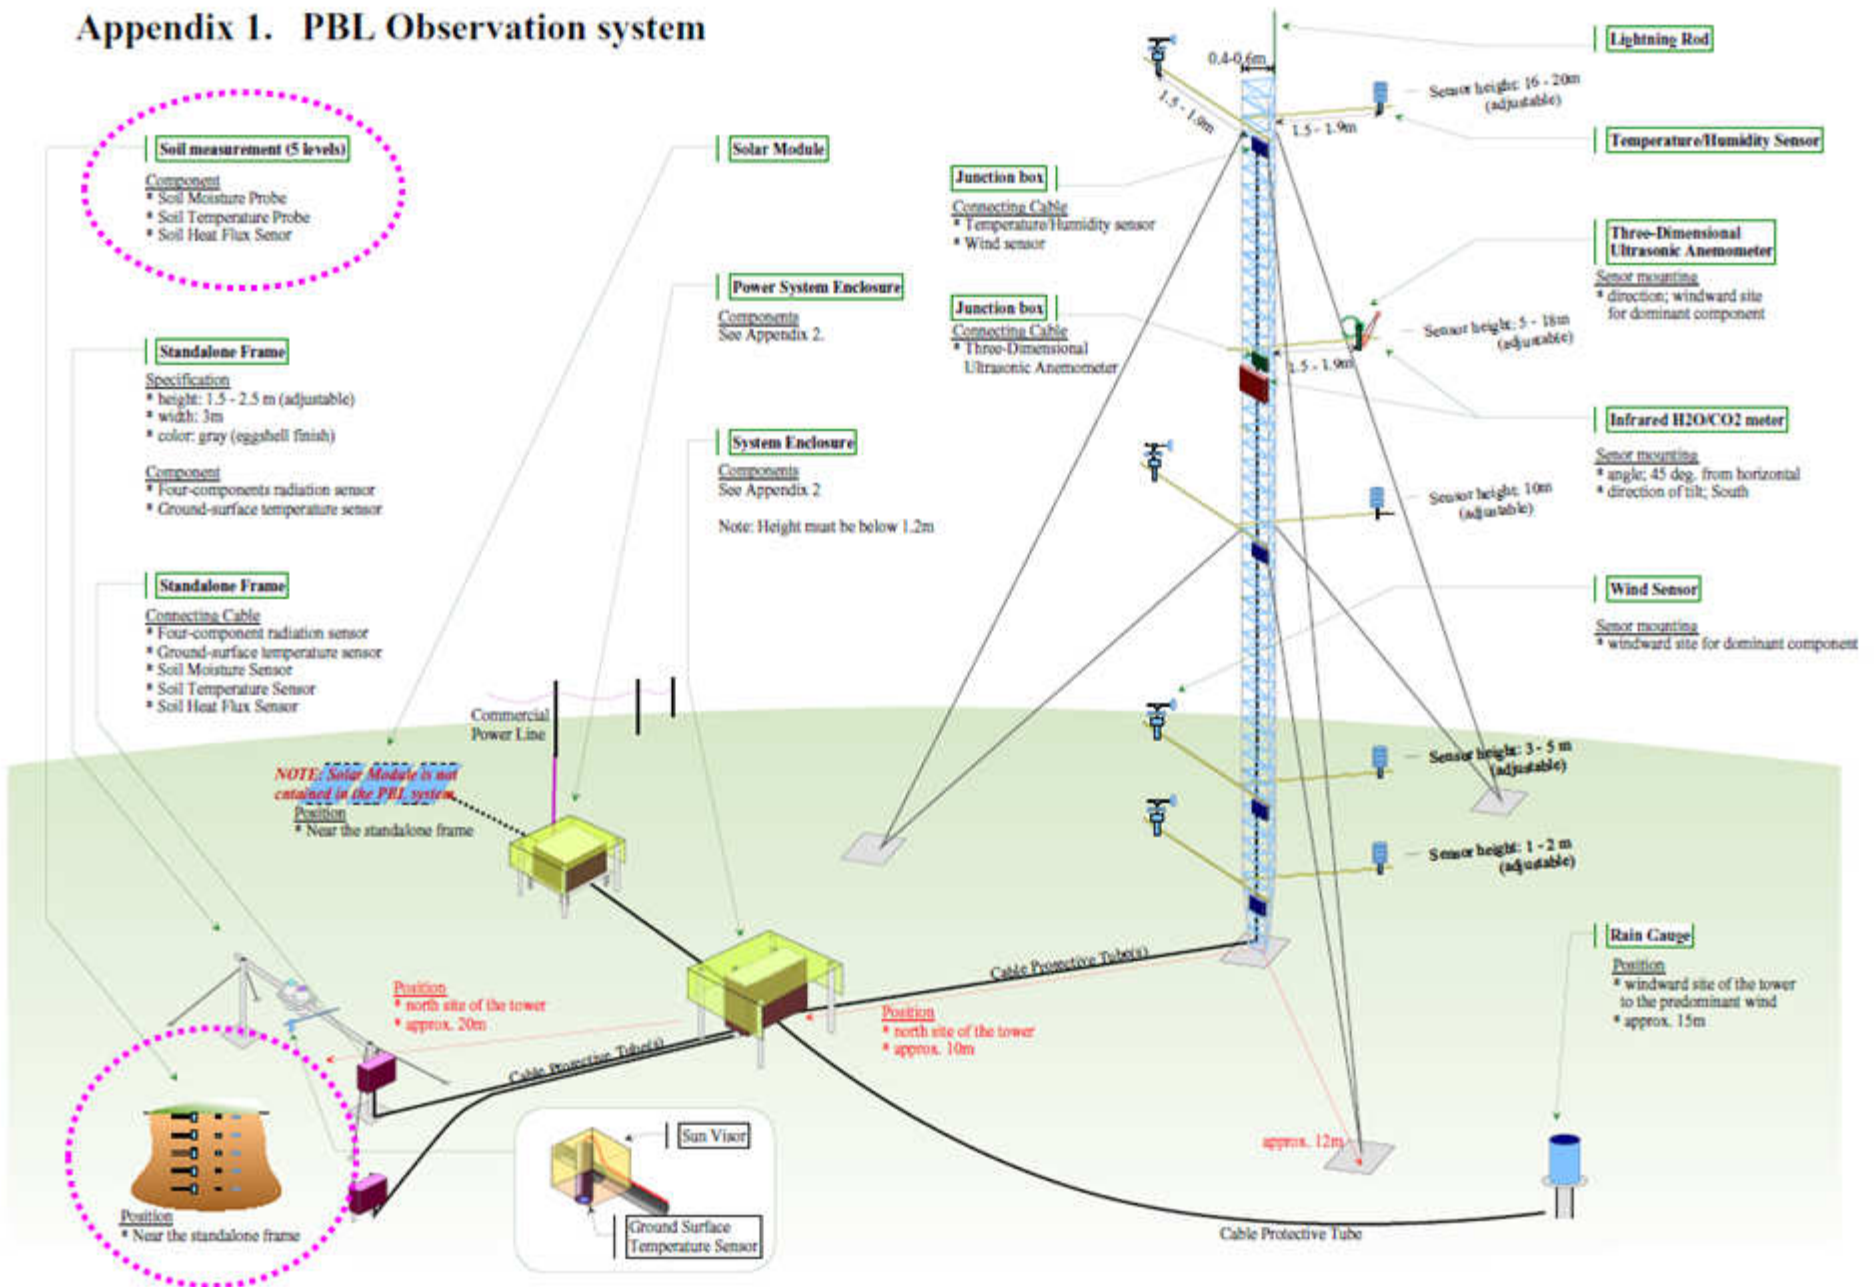 Appendix 1. PBL Observation system
Soil measurement (5 levels)
Component
* Soil Moisture Probe
* Soil Temperature Probe
* Soil Heat Flux Senor
Standalone Frame
Specification
* height: 1.5 - 2.5 m (adjustable)
* width: 3m
* color: gray (eggshell finish)
Component
* Four-components radiation sensor
* Ground-surface temperature sensor
Standalone Frame
Connecting Cable
* Four-component radiation sensor
* Ground-surface temperature sensor
* Soil Moisture Sensor
* Soil Temperature Sensor
* Soil Heat Flux Sensor
Solar Module
Power System Enclosure
Components
See Appendix 2.
System Enclosure
Components
See Appendix 2
Note: Height must be below 1.2m
Junction box
Connecting Cable
* Temperature/Humidity sensor
* Wind sensor
Junction box
Connecting Cable
* Three-Dimensional
Ultrasonic Anemometer
0.4-0.6m
1.5 - 1.9m
1.5 - 1.9m
1.5 - 1.9m
Sensor height: 16 - 20m
(adjustable)
Sensor height: 5 - 18m
(adjustable)
Sensor height: 10m
(adjustable)
Sensor height: 3 - 5 m
(adjustable)
Sensor height: 1 - 2 m
(adjustable)
Lightning Rod
Temperature/Humidity Sensor
Three-Dimensional
Ultrasonic Anemometer
Senor mounting
* direction; windward site
for dominant component
Infrared H2O/CO2 meter
Senor mounting
* angle; 45 deg. from horizontal
* direction of tilt; South
Wind Sensor
Senor mounting
* windward site for dominant component
Rain Gauge
Position
* windward site of the tower
to the predominant wind
* approx. 15m
Commercial
Power Line
NOTE: Solar Module is not
cntained in the PBL system
Position
* Near the standalone frame
Position
* north site of the tower
* approx. 20m
Cable Protective Tube(s)
Cable Protective Tube(s)
Position
* north site of the tower
* approx. 10m
approx. 12m
Cable Protective Tube
Sun Visor
Ground Surface
Temperature Sensor
Position
* Near the standalone frame